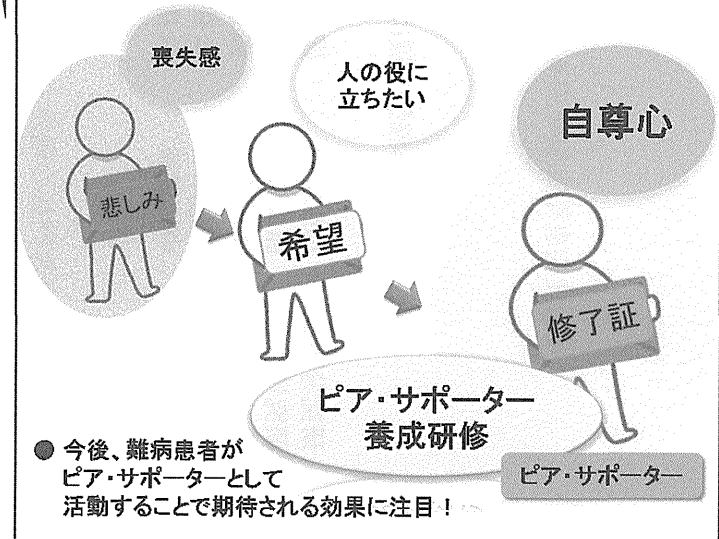 喪失感
人の役に
立ちたい
自尊心
悲しみ
希望
修了証
ピア・サポーター
養成研修
● 今後、難病患者が
ピア・サポーターとして
活動することで期待される効果に注目！
ピア・サポーター